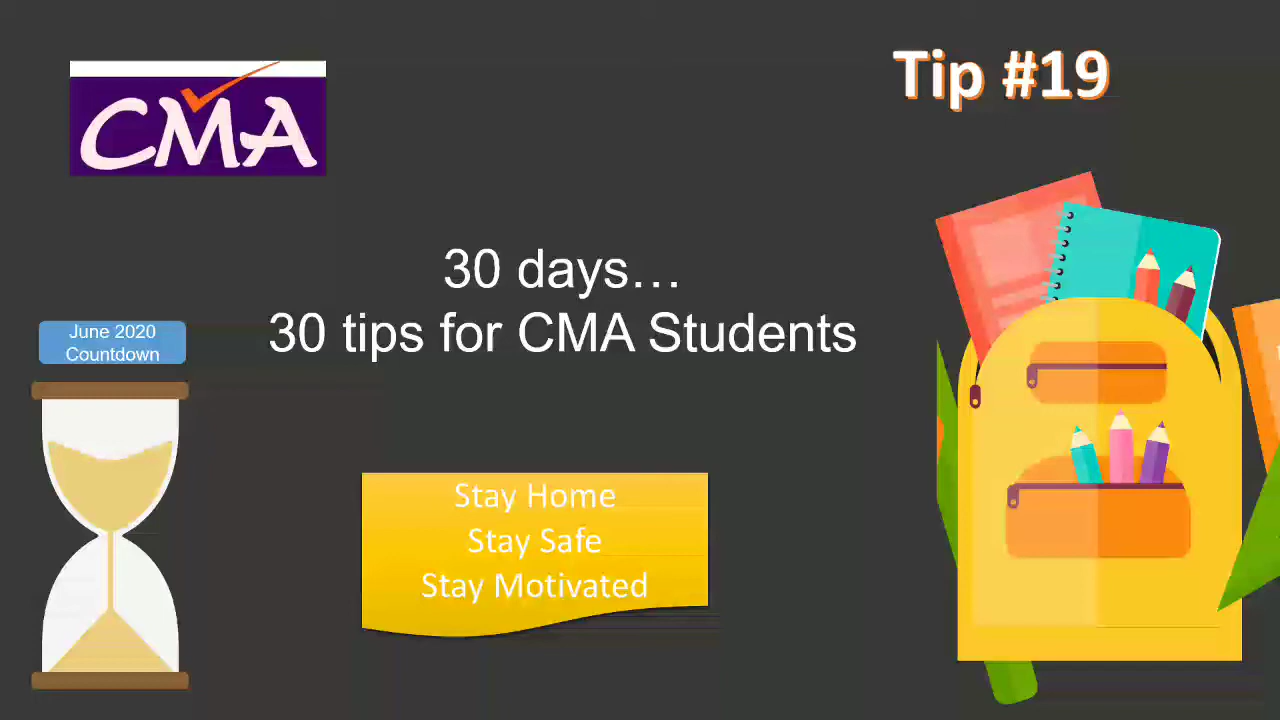 CMA
Tip #19
30 days…
30 tips for CMA Students
June 2020
Countdown
Stay Home
Stay Safe
Stay Motivated